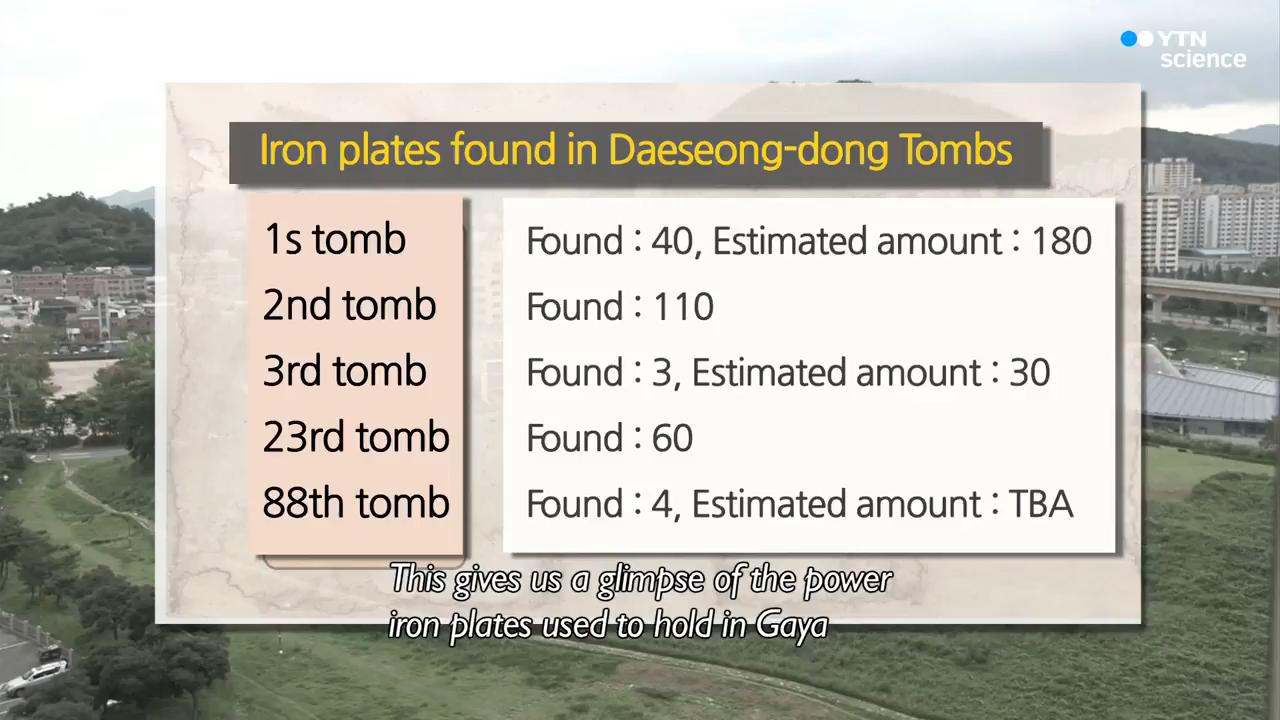 YTN
science
Iron plates found in Daeseong-dong Tombs
1s tomb
Found : 40, Estimated amount : 180
2nd tomb
Found : 110
3rd tomb
Found : 3, Estimated amount : 30
23rd tomb
Found : 60
88th tomb
Found : 4, Estimated amount : TBA
This gives us a glimpse of the power
iron plates used to hold in Gaya